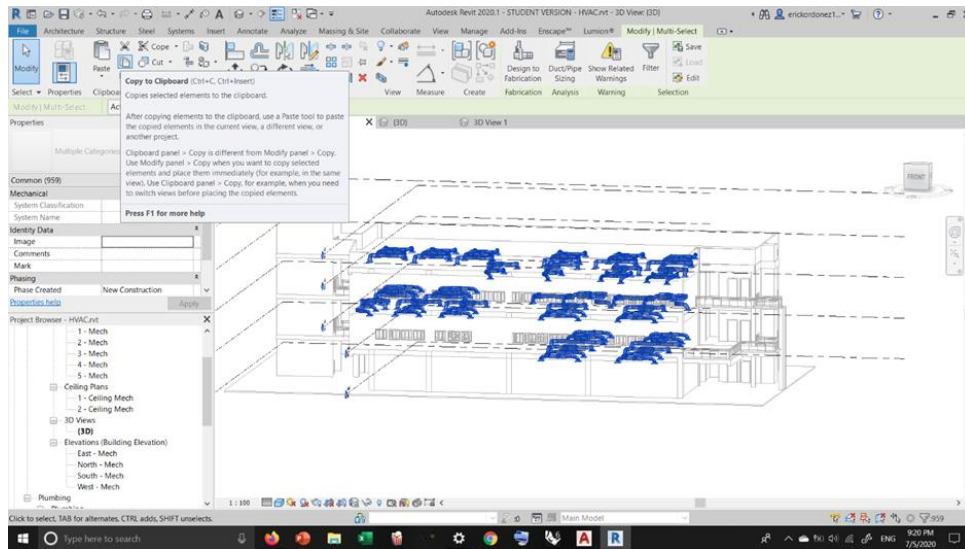 Autodesk Revit 2020.1 - STUDENT VERSION - HVAC.rvt - 3D View: {3D}
erickordonez1...
File Architecture Structure Steel Systems Insert Annotate Analyze Massing & Site Collaborate View Manage Add-Ins Enscape™ Lumion® Modify | Multi-Select
Modify
Paste
Cope
Cut
Design to Fabrication
Duct/Pipe Sizing
Show Related Warnings
Filter
Save
Load
Edit
Select Properties Clipboa View Measure Create Fabrication Analysis Warning Selection
Modify | Multi-Select Ac
Copy to Clipboard (Ctrl+C, Ctrl+Insert)
Copies selected elements to the clipboard.
After copying elements to the clipboard, use a Paste tool to paste
the copied elements in the current view, a different view, or
another project.
Clipboard panel > Copy is different from Modify panel > Copy.
Use Modify panel > Copy when you want to copy selected
elements and place them immediately (for example, in the same
view). Use Clipboard panel > Copy, for example, when you need
to switch views before placing the copied elements.
Press F1 for more help
Properties
Multiple Categories
Common (959)
Mechanical
System Classification
System Name
Identity Data
Image
Comments
Mark
Phasing
Phase Created New Construction
Properties help Apply
{3D}
3D View 1
FRONT
Project Browser - HVAC.rvt
1 - Mech
2 - Mech
3 - Mech
4 - Mech
5 - Mech
Ceiling Plans
1 - Ceiling Mech
2 - Ceiling Mech
3D Views
{3D}
Elevations (Building Elevation)
East - Mech
North - Mech
South - Mech
West - Mech
Plumbing
1 : 100
Click to select, TAB for alternates, CTRL adds, SHIFT unselects.
:0
Main Model
:959
Type here to search
ENG
9:20 PM
7/5/2020